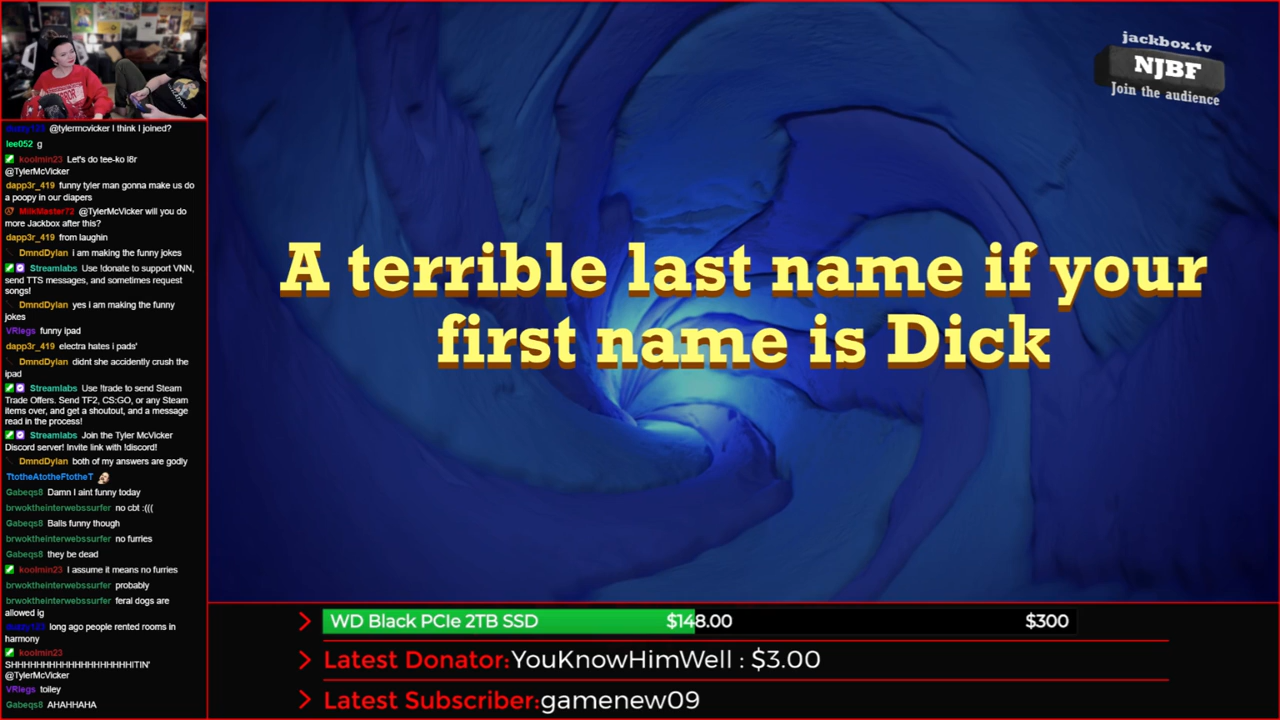 jackbox.tv
NJBF
Join the audience
A terrible last name if your
first name is Dick
@tylermcvicker I think I joined?
lee052 g
koolmin23 Let's do tee-ko l8r
@TylerMcVicker
dapp3r_419 funny tyler man gonna make us do
a poopy in our diapers
MilkMaster72 @TylerMcVicker will you do
more Jackbox after this?
dapp3r_419 from laughin
DmndDylan i am making the funny jokes
Streamlabs Use !donate to support VNN,
send TTS messages, and sometimes request
songs!
DmndDylan yes i am making the funny
jokes
VRlegs funny ipad
dapp3r_419 electra hates i pads'
DmndDylan didnt she accidently crush the
ipad
Streamlabs Use !trade to send Steam
Trade Offers. Send TF2, CS:GO, or any Steam
items over, and get a shoutout, and a message
read in the process!
Streamlabs Join the Tyler McVicker
Discord server! Invite link with !discord!
DmndDylan both of my answers are godly
TtotheAtotheFtotheT
Gabeqs8 Damn I aint funny today
brwoktheinterwebssurfer no cbt :(((
Gabeqs8 Balls funny though
brwoktheinterwebssurfer no furries
Gabeqs8 they be dead
koolmin23 I assume it means no furries
brwoktheinterwebssurfer probably
brwoktheinterwebssurfer feral dogs are
allowed ig
long ago people rented rooms in
harmony
koolmin23
SHHHHHHHHHHHHHHHHHHHITIN'
@TylerMcVicker
VRlegs toiley
Gabeqs8 AHAHHAHA
WD Black PCIe 2TB SSD $148.00 $300
Latest Donator:YouKnowHimWell : $3.00
Latest Subscriber:gamenew09